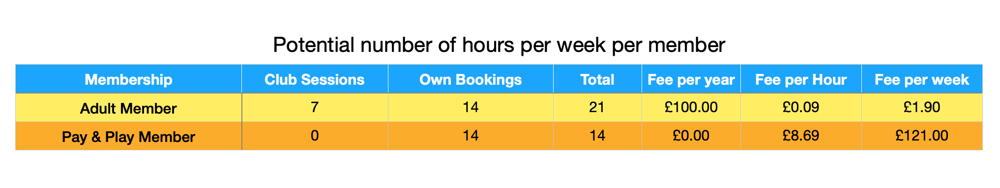 Potential number of hours per week per member
Membership Club Sessions Own Bookings Total Fee per year Fee per Hour Fee per week
Adult Member 7 14 21 £100.00 £0.09 £1.90
Pay & Play Member 0 14 14 £0.00 £8.69 £121.00